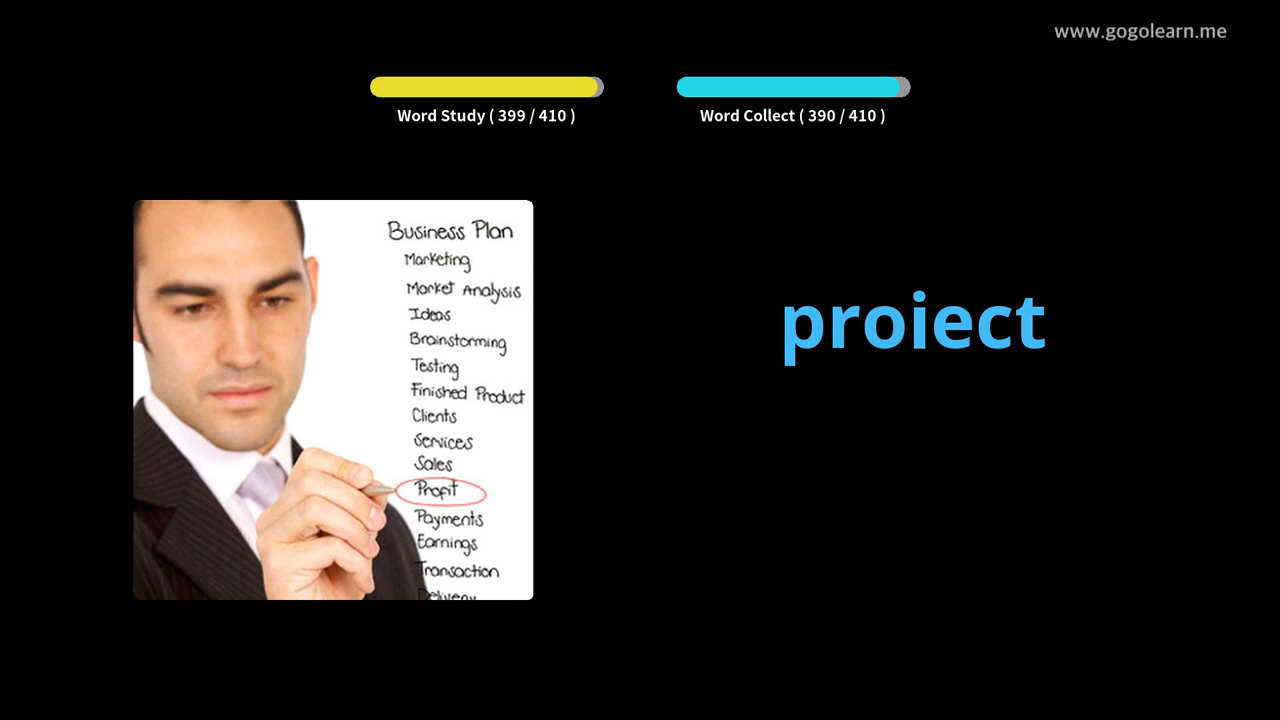 www.gogolearn.me
Word Study ( 399 / 410 )
Word Collect ( 390 / 410 )
Business Plan
Marketing
Market Analysis
Ideas
Brainstorming
Testing
Finished Product
Clients
Services
Sales
Profit
Payments
Earnings
Transaction
Delivery
proiect